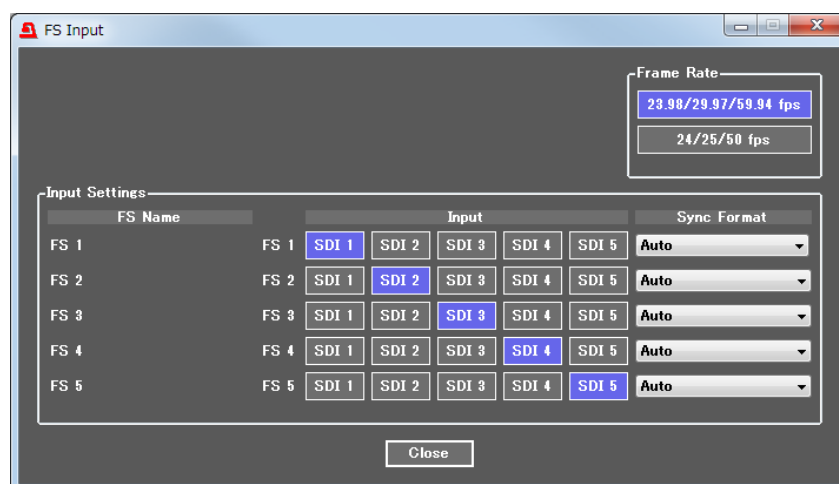 FS Input
Frame Rate
23.98/29.97/59.94 fps
24/25/50 fps
Input Settings
FS Name Input Sync Format
FS 1 FS 1 SDI 1 SDI 2 SDI 3 SDI 4 SDI 5 Auto
FS 2 FS 2 SDI 1 SDI 2 SDI 3 SDI 4 SDI 5 Auto
FS 3 FS 3 SDI 1 SDI 2 SDI 3 SDI 4 SDI 5 Auto
FS 4 FS 4 SDI 1 SDI 2 SDI 3 SDI 4 SDI 5 Auto
FS 5 FS 5 SDI 1 SDI 2 SDI 3 SDI 4 SDI 5 Auto
Close